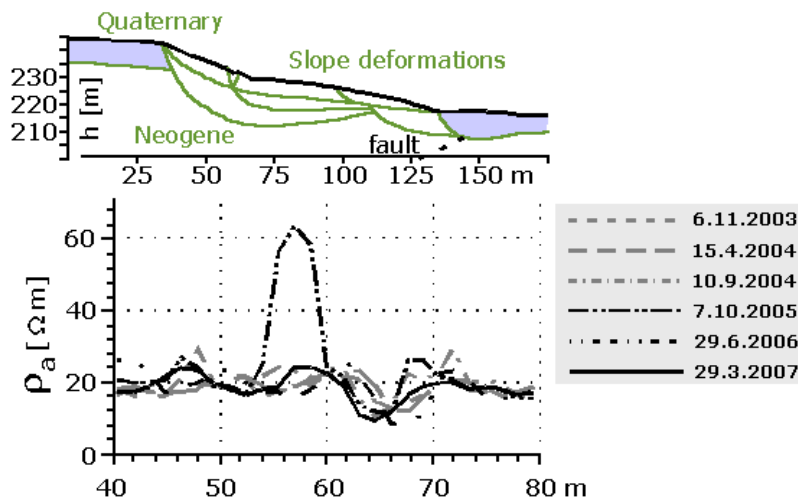 Quaternary
Slope deformations
Neogene
fault
h [m]
230
220
210
25 50 75 100 125 150 m
ρa [Ωm]
60
40
20
0
40 50 60 70 80 m
6.11.2003
15.4.2004
10.9.2004
7.10.2005
29.6.2006
29.3.2007